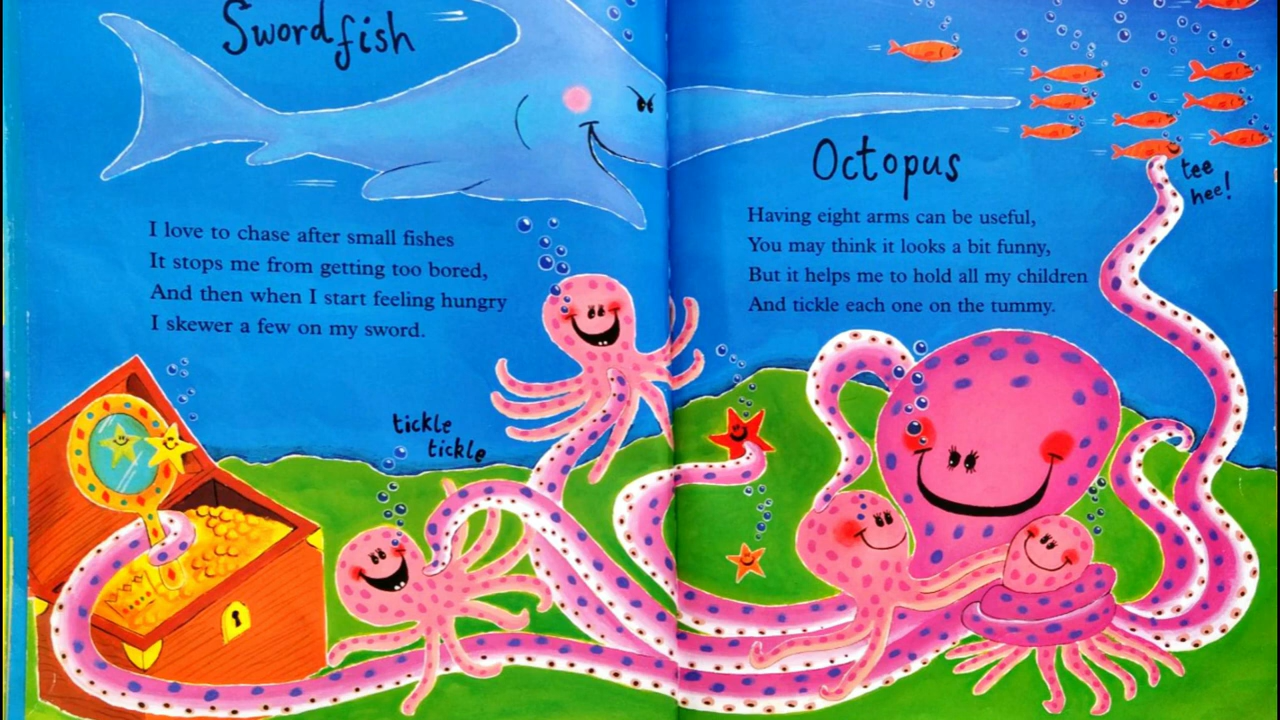 Swordfish
I love to chase after small fishes
It stops me from getting too bored,
And then when I start feeling hungry
I skewer a few on my sword.
tickle
tickle
Octopus
Having eight arms can be useful,
You may think it looks a bit funny,
But it helps me to hold all my children
And tickle each one on the tummy.
tee
hee!